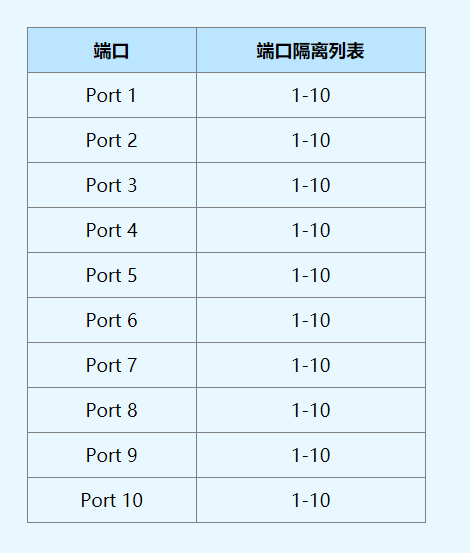 端口 端口隔离列表
Port 1 1-10
Port 2 1-10
Port 3 1-10
Port 4 1-10
Port 5 1-10
Port 6 1-10
Port 7 1-10
Port 8 1-10
Port 9 1-10
Port 10 1-10